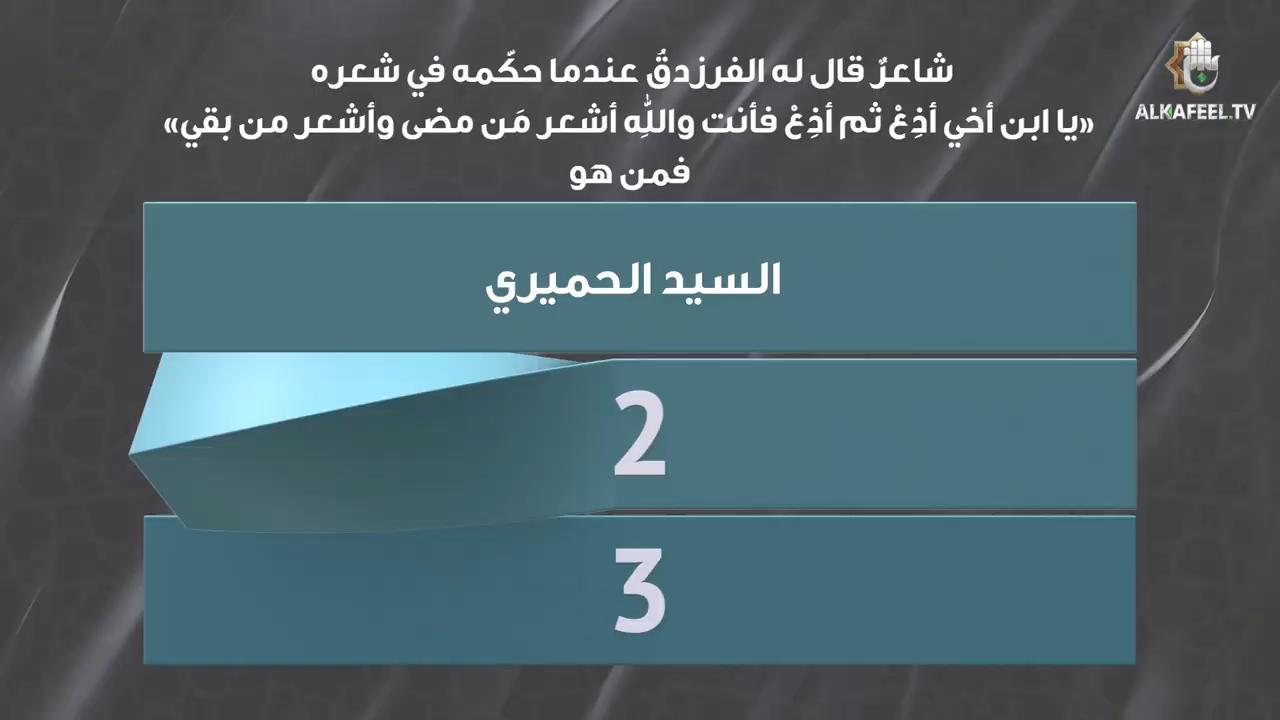 شاعرٌ قال له الفرزدقُ عندما حكّمه في شعره
«يا ابن أخي أذِعْ ثم أذِعْ فأنت واللهِ أشعر مَن مضى وأشعر من بقي»
فمن هو
السيد الحميري
2
3
ALKAFEEL.TV